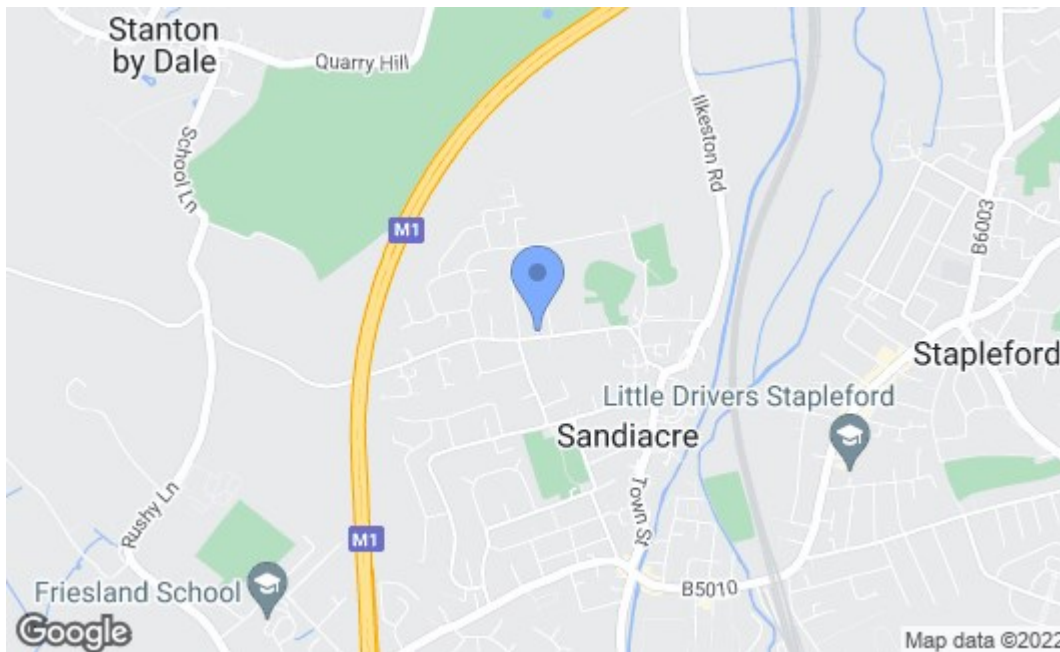 Stanton
by Dale
Quarry Hill
School Ln
Ilkeston Rd
M1
B6003
Stapleford
Little Drivers Stapleford
Sandiacre
Town St
Rushy Ln
M1
Friesland School
B5010
Google
Map data ©2022